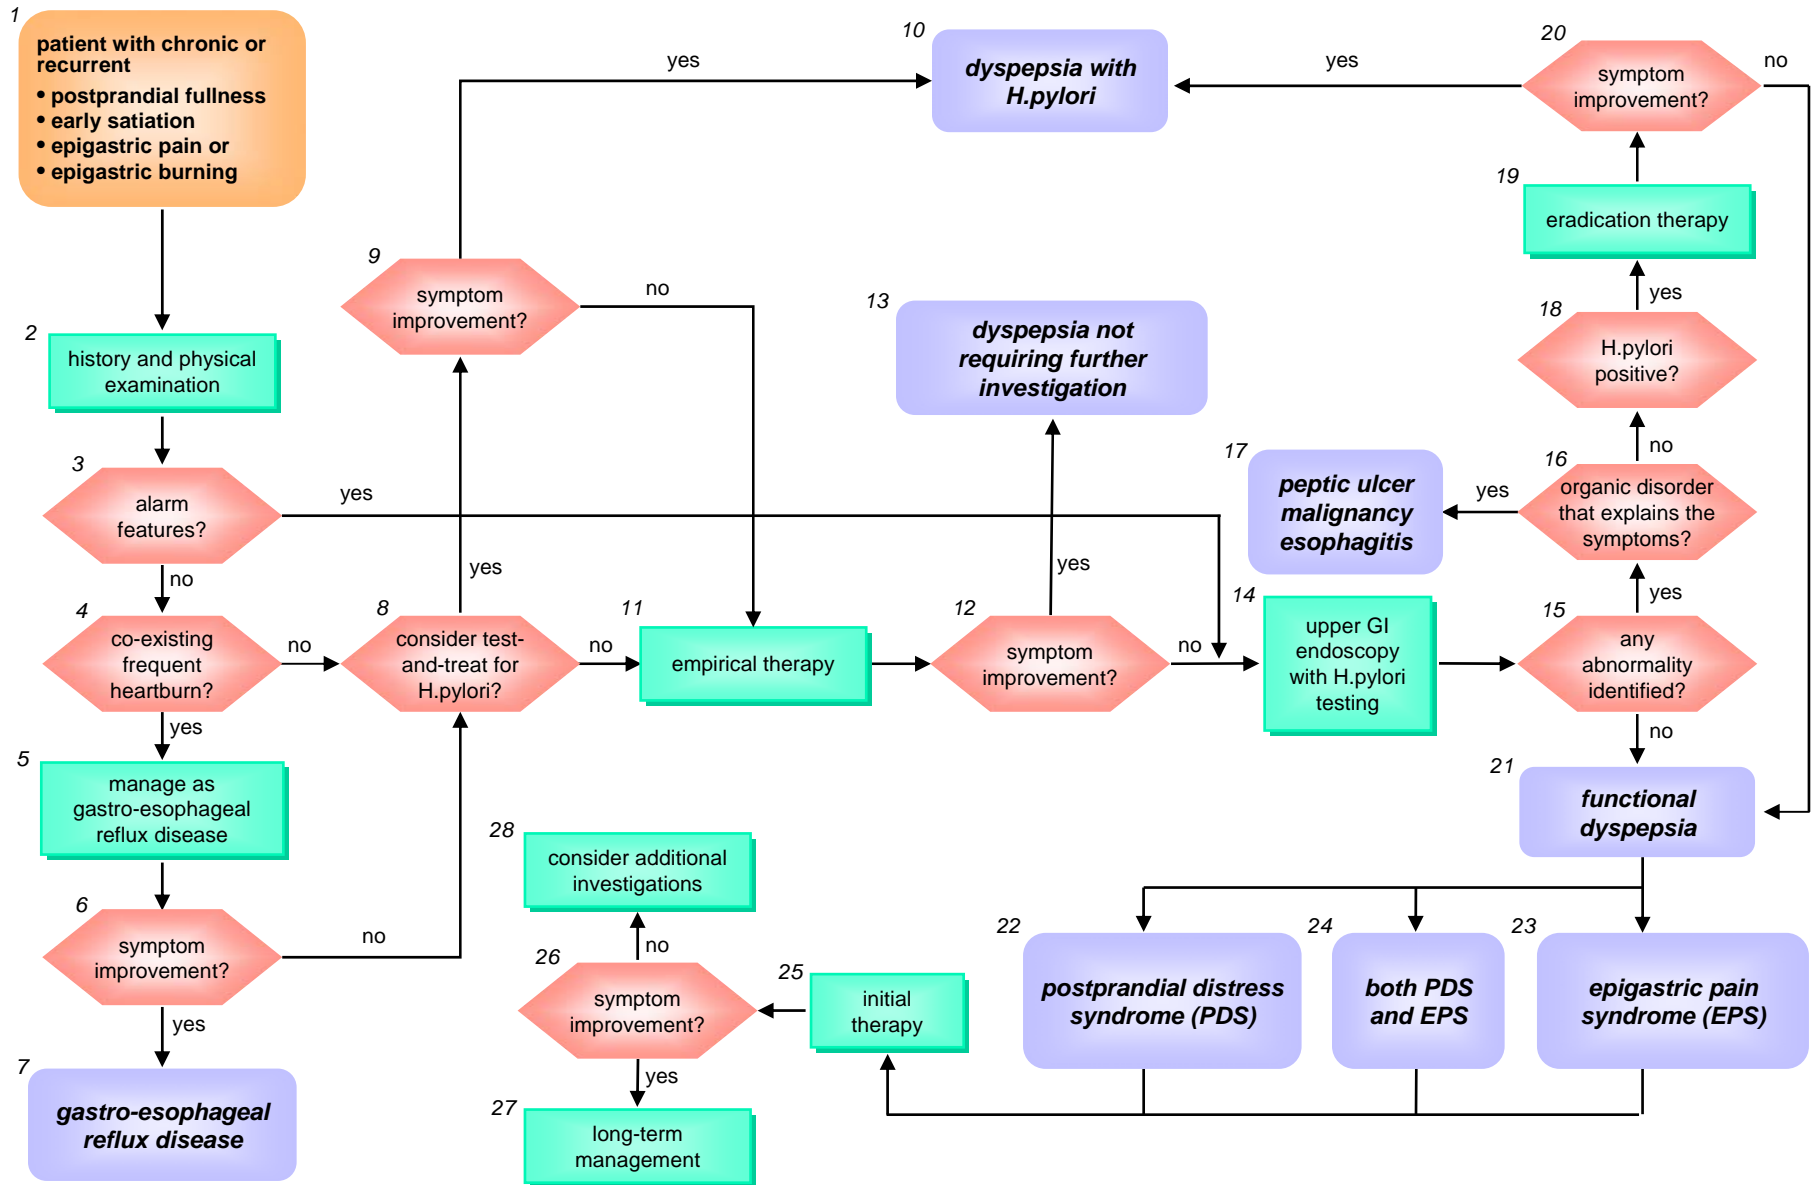 1
patient with chronic or
recurrent
• postprandial fullness
• early satiation
• epigastric pain or
• epigastric burning
2
history and physical
examination
3
alarm
features?
yes
no
4
co-existing
frequent
heartburn?
no
yes
5
manage as
gastro-esophageal
reflux disease
6
symptom
improvement?
no
yes
7
gastro-esophageal
reflux disease
8
consider test-
and-treat for
H.pylori?
yes
no
9
symptom
improvement?
yes
no
10
dyspepsia with
H.pylori
11
empirical therapy
12
symptom
improvement?
yes
no
13
dyspepsia not
requiring further
investigation
14
upper GI
endoscopy
with H.pylori
testing
15
any
abnormality
identified?
yes
no
16
organic disorder
that explains the
symptoms?
yes
no
17
peptic ulcer
malignancy
esophagitis
18
H.pylori
positive?
yes
19
eradication therapy
20
symptom
improvement?
yes
no
21
functional
dyspepsia
22
postprandial distress
syndrome (PDS)
24
both PDS
and EPS
23
epigastric pain
syndrome (EPS)
25
initial
therapy
26
symptom
improvement?
no
yes
27
long-term
management
28
consider additional
investigations